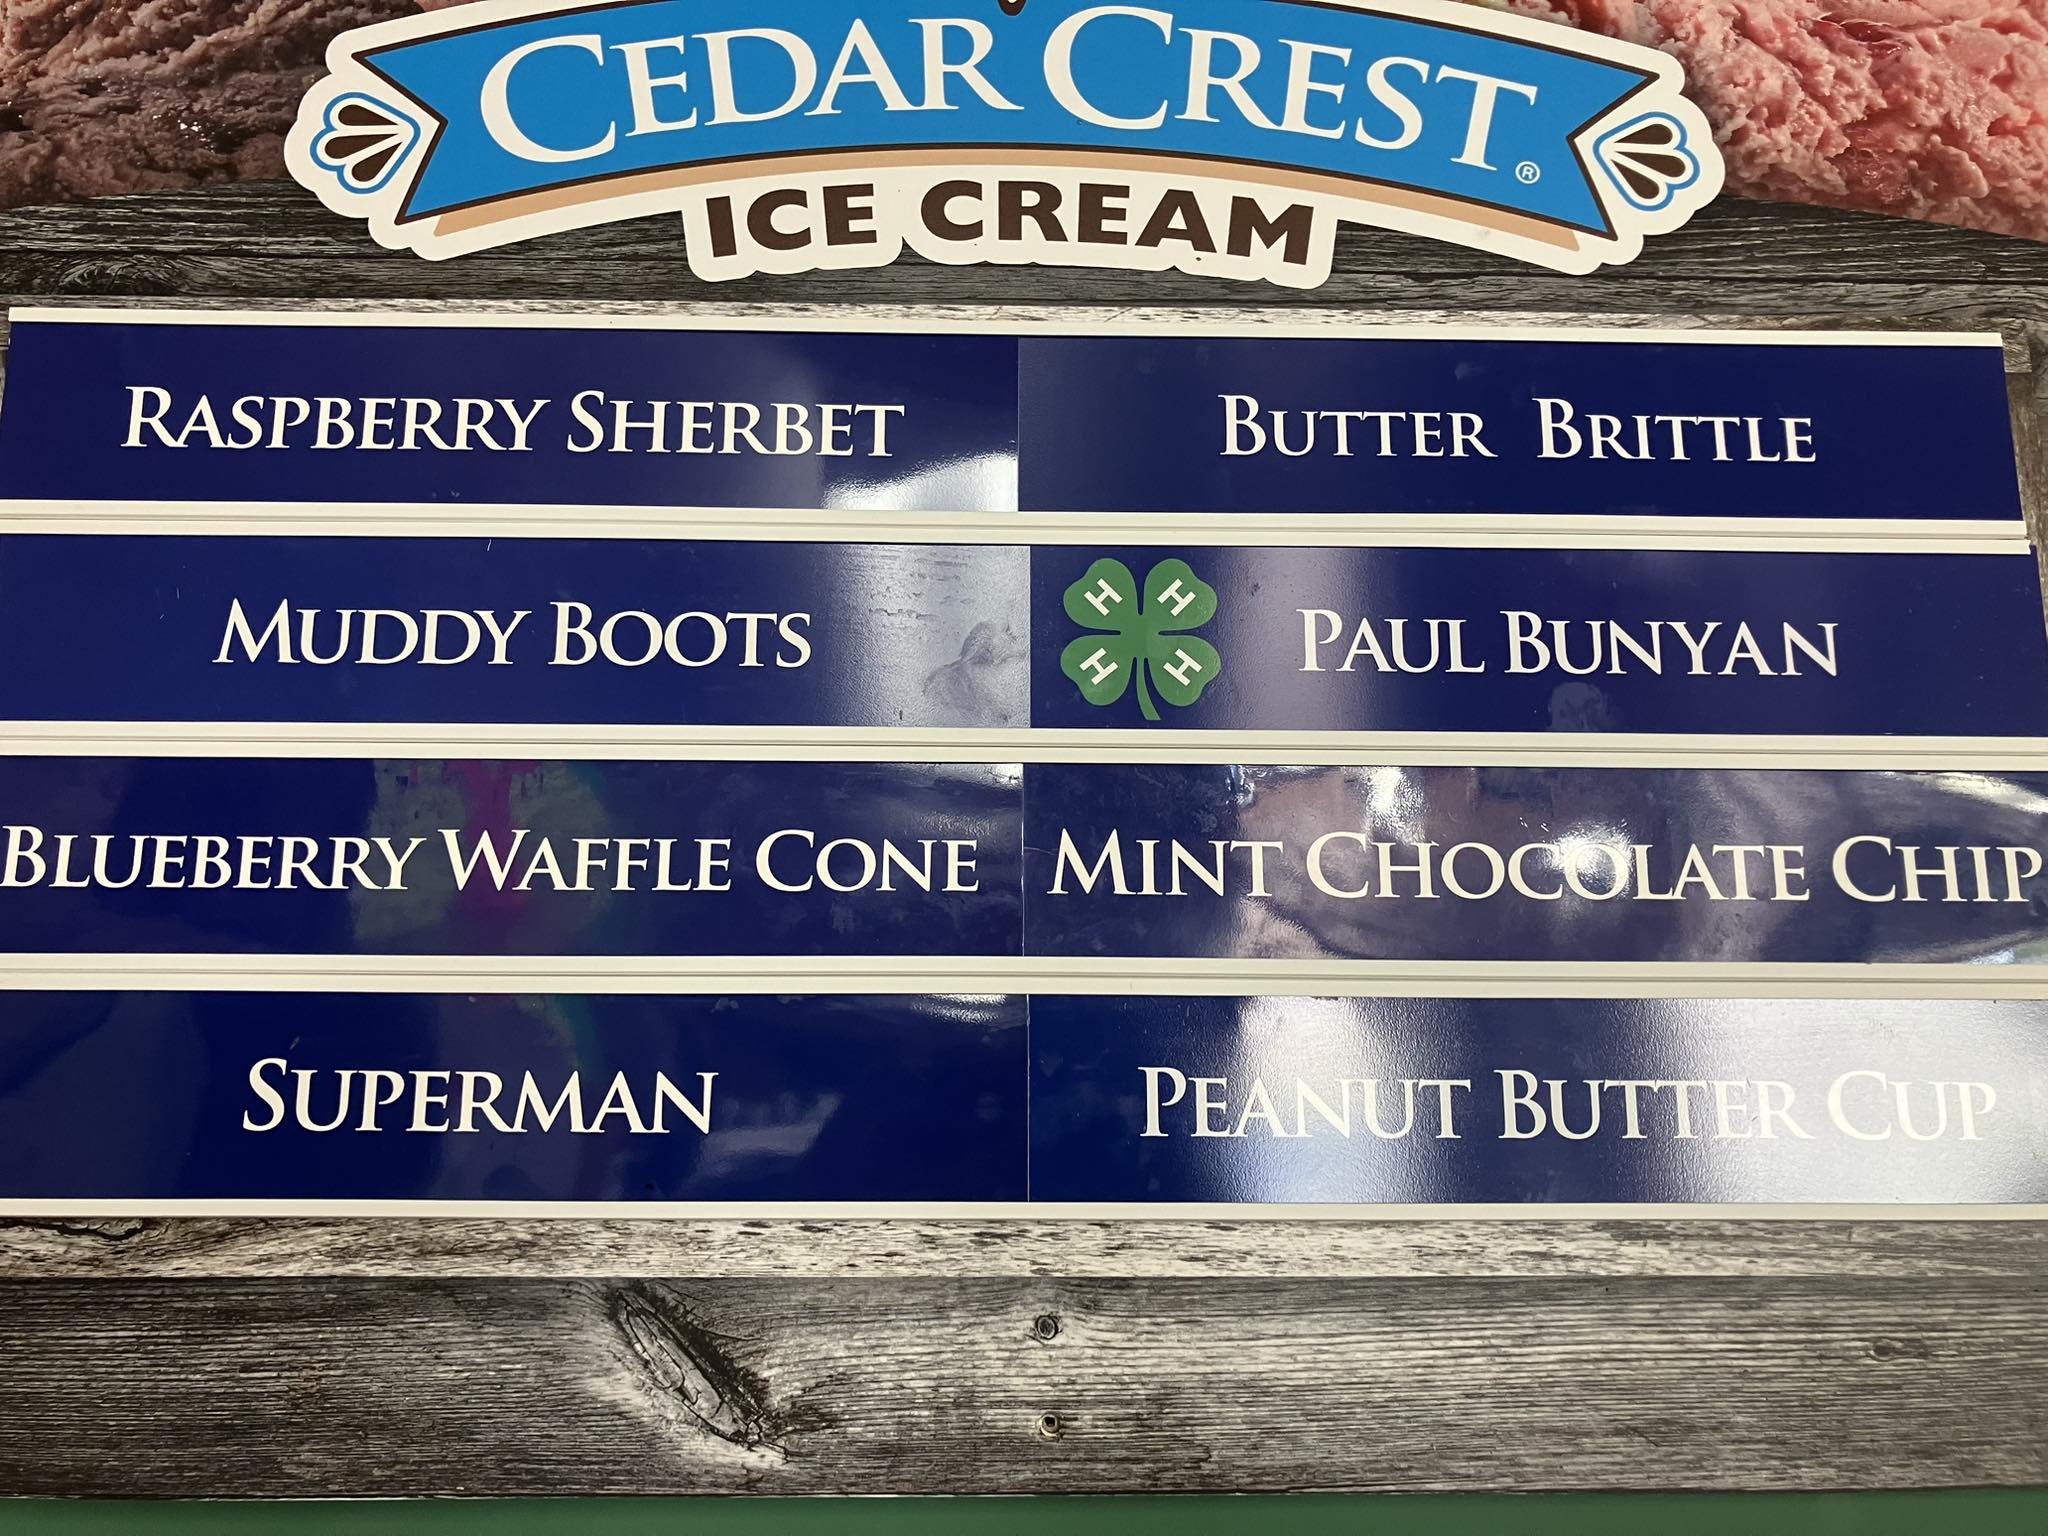 CEDAR CREST®
ICE CREAM
RASPBERRY SHERBET
BUTTER BRITTLE
MUDDY BOOTS
H H
H H
PAUL BUNYAN
BLUEBERRY WAFFLE CONE
MINT CHOCOLATE CHIP
SUPERMAN
PEANUT BUTTER CUP